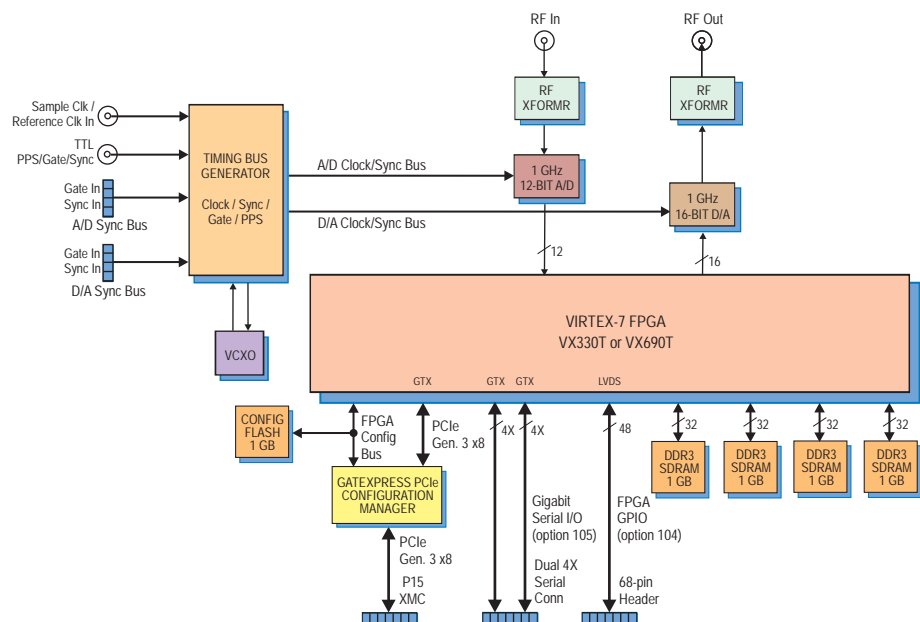 RF In
RF Out
Sample Clk /
Reference Clk In
TTL
PPS/Gate/Sync
Gate In
Sync In
A/D Sync Bus
Gate In
Sync In
D/A Sync Bus
TIMING BUS
GENERATOR
Clock / Sync /
Gate / PPS
VCXO
A/D Clock/Sync Bus
D/A Clock/Sync Bus
RF
XFORMR
RF
XFORMR
1 GHz
12-BIT A/D
1 GHz
16-BIT D/A
12
16
VIRTEX-7 FPGA
VX330T or VX690T
GTX
GTX
GTX
LVDS
CONFIG
FLASH
1 GB
FPGA
Config
Bus
PCIe
Gen. 3 x8
4X
4X
48
32
32
32
32
DDR3
SDRAM
1 GB
DDR3
SDRAM
1 GB
DDR3
SDRAM
1 GB
DDR3
SDRAM
1 GB
GATEXPRESS PCIe
CONFIGURATION
MANAGER
Gigabit
Serial I/O
(option 105)
FPGA
GPIO
(option 104)
PCIe
Gen. 3 x8
P15
XMC
Dual 4X
Serial
Conn
68-pin
Header